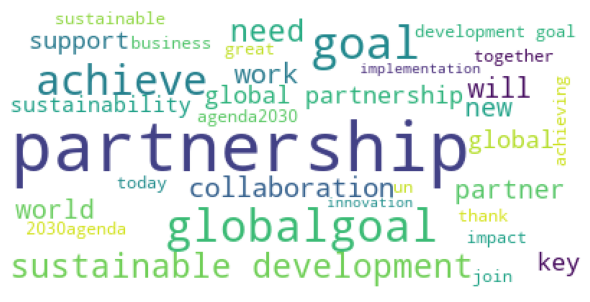 sustainable
support
business
need
great
goal
development goal
together
implementation
achieve
work
will
sustainability
global partnership
new
agenda2030
global
achieving
partnership
today
collaboration
un
partner
innovation
world
2030agenda
globalgoal
thank
impact
sustainable development
join
key